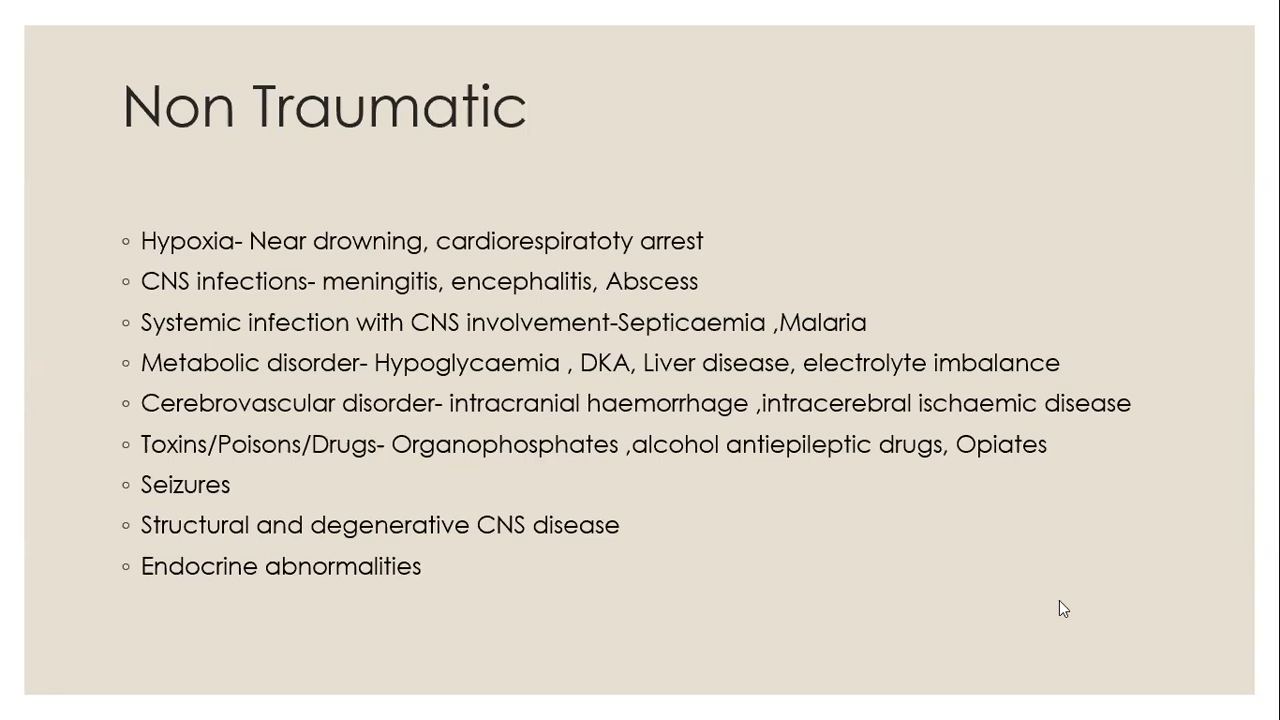 Non Traumatic
◦ Hypoxia- Near drowning, cardiorespiratoty arrest
◦ CNS infections- meningitis, encephalitis, Abscess
◦ Systemic infection with CNS involvement-Septicaemia ,Malaria
◦ Metabolic disorder- Hypoglycaemia , DKA, Liver disease, electrolyte imbalance
◦ Cerebrovascular disorder- intracranial haemorrhage ,intracerebral ischaemic disease
◦ Toxins/Poisons/Drugs- Organophosphates ,alcohol antiepileptic drugs, Opiates
◦ Seizures
◦ Structural and degenerative CNS disease
◦ Endocrine abnormalities